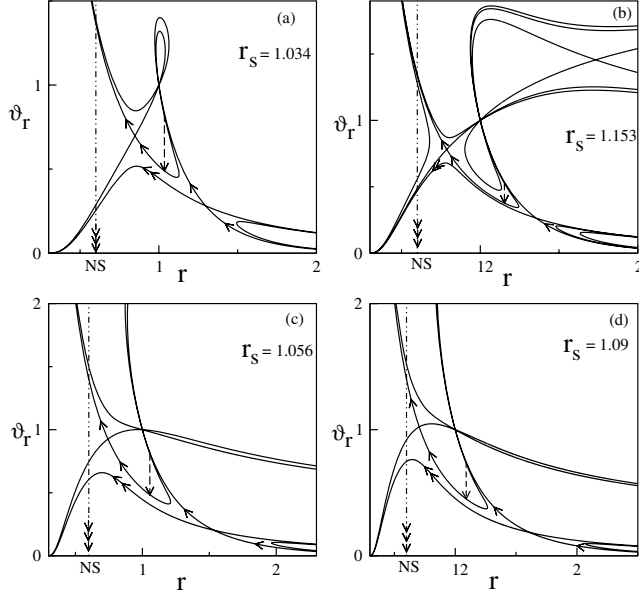 (a)
r_s = 1.034
ϑ_r
1
0
NS
1
r
2
(b)
r_s = 1.153
ϑ_r
1
0
NS
12
r
2
(c)
r_s = 1.056
2
ϑ_r
1
0
NS
1
r
2
(d)
r_s = 1.09
2
ϑ_r
1
0
NS
12
r
2